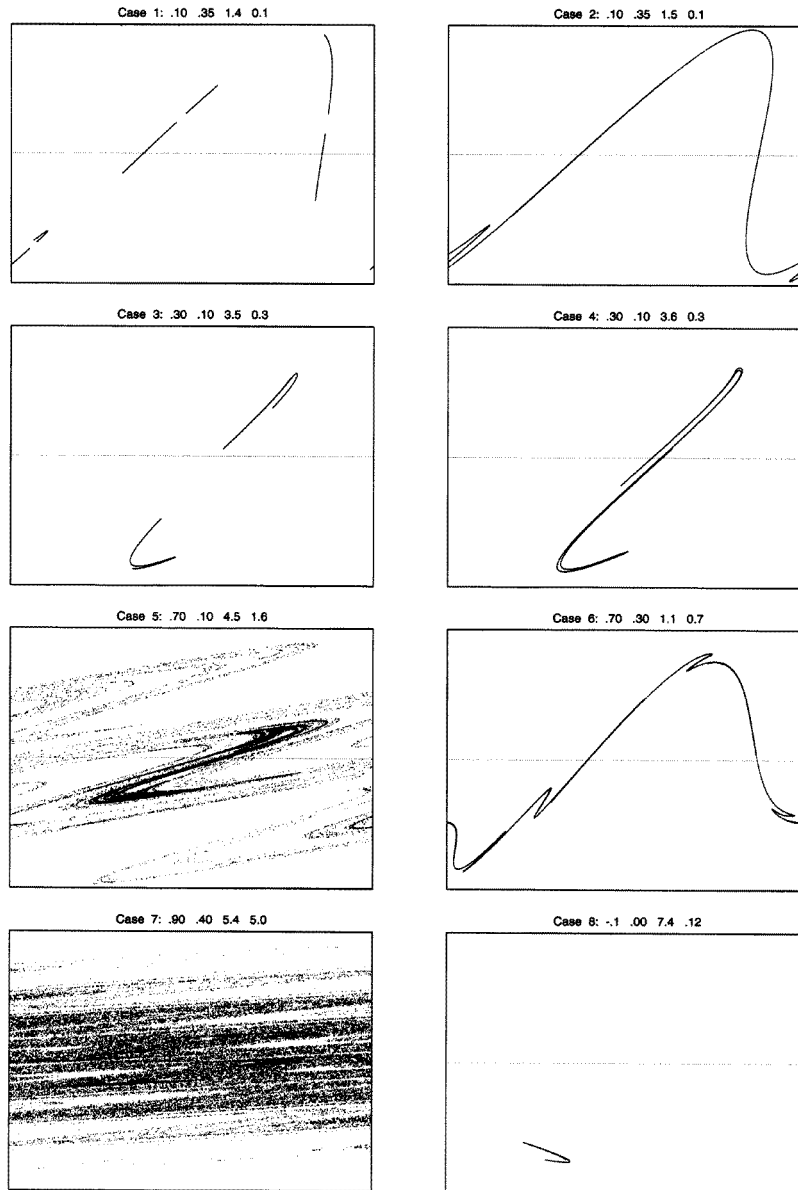 Case 1: .10 .35 1.4 0.1
Case 2: .10 .35 1.5 0.1
Case 3: .30 .10 3.5 0.3
Case 4: .30 .10 3.6 0.3
Case 5: .70 .10 4.5 1.6
Case 6: .70 .30 1.1 0.7
Case 7: .90 .40 5.4 5.0
Case 8: -.1 .00 7.4 .12